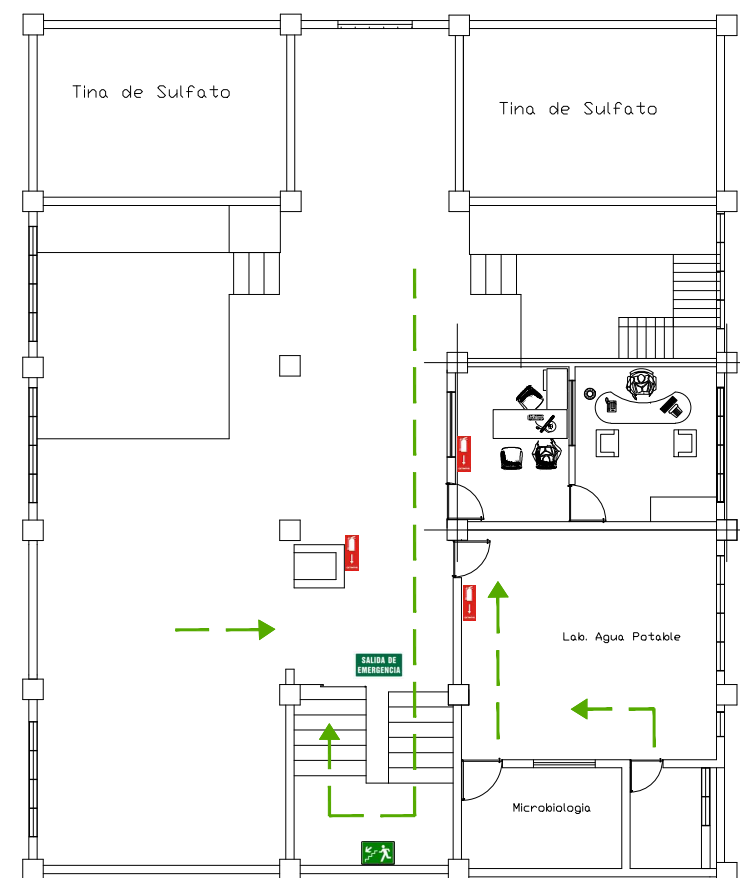 Tina de Sulfato
Tina de Sulfato
Lab. Agua Potable
SALIDA DE
EMERGENCIA
Microbiologia